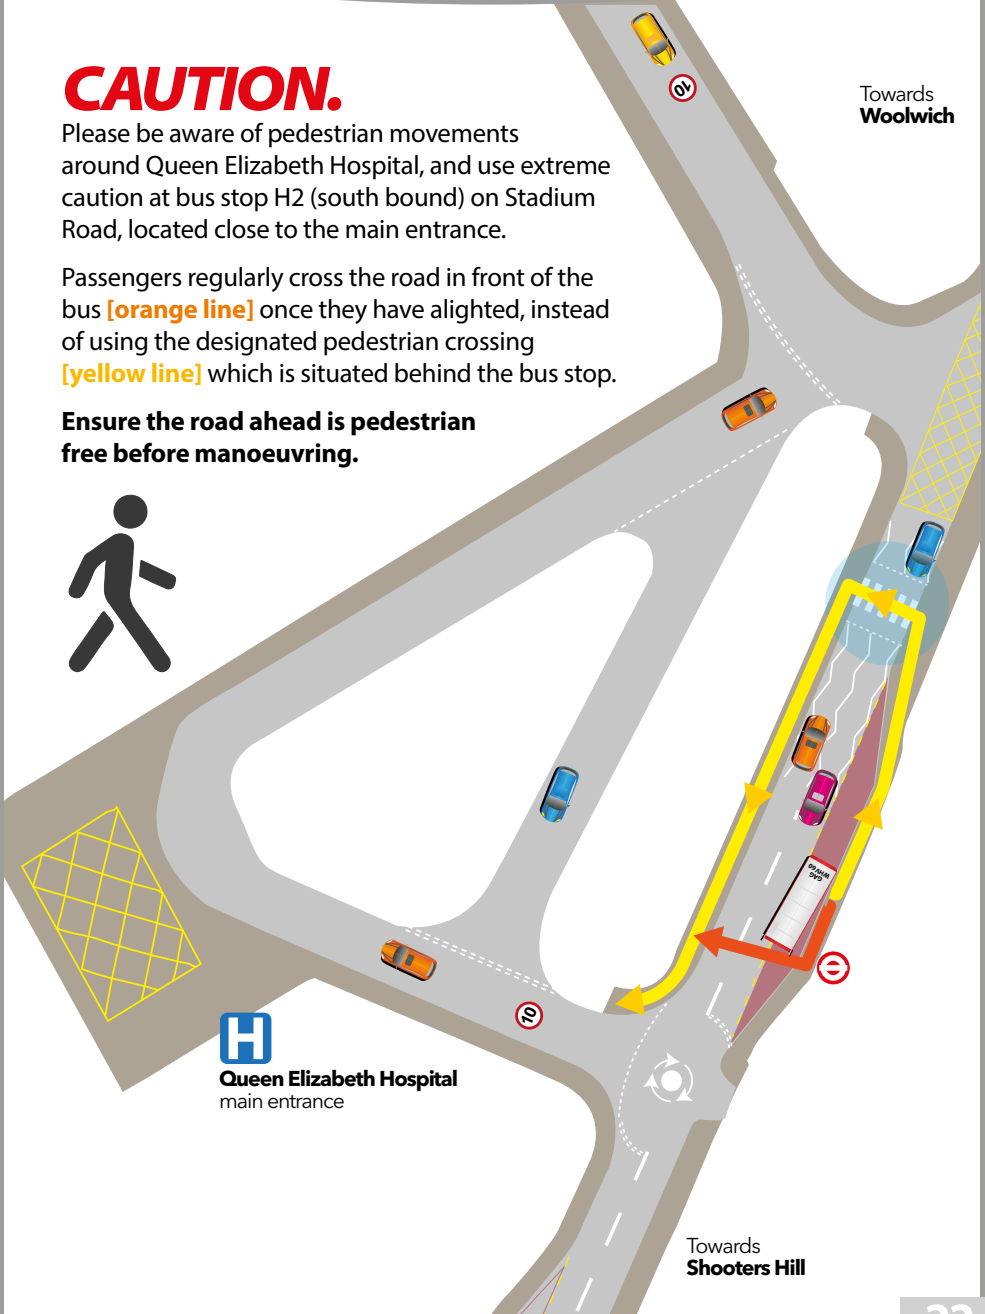 CAUTION.
Please be aware of pedestrian movements
around Queen Elizabeth Hospital, and use extreme
caution at bus stop H2 (south bound) on Stadium
Road, located close to the main entrance.
Passengers regularly cross the road in front of the
bus [orange line] once they have alighted, instead
of using the designated pedestrian crossing
[yellow line] which is situated behind the bus stop.
Ensure the road ahead is pedestrian
free before manoeuvring.
10
Towards
Woolwich
GAG
WHV60
10
H
Queen Elizabeth Hospital
main entrance
Towards
Shooters Hill